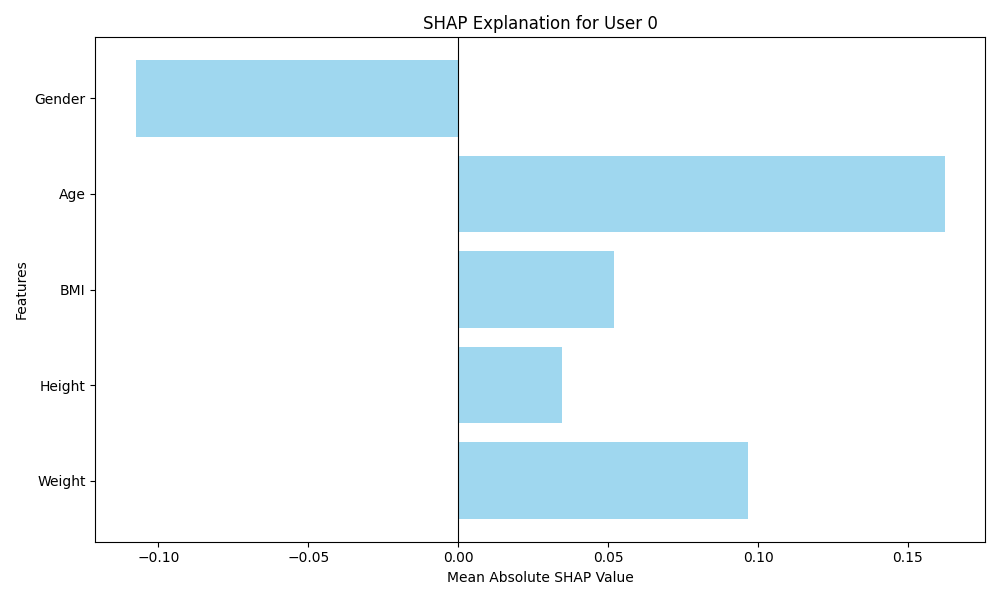 SHAP Explanation for User 0
Gender
Age
BMI
Height
Weight
Features
−0.10
−0.05
0.00
0.05
0.10
0.15
Mean Absolute SHAP Value